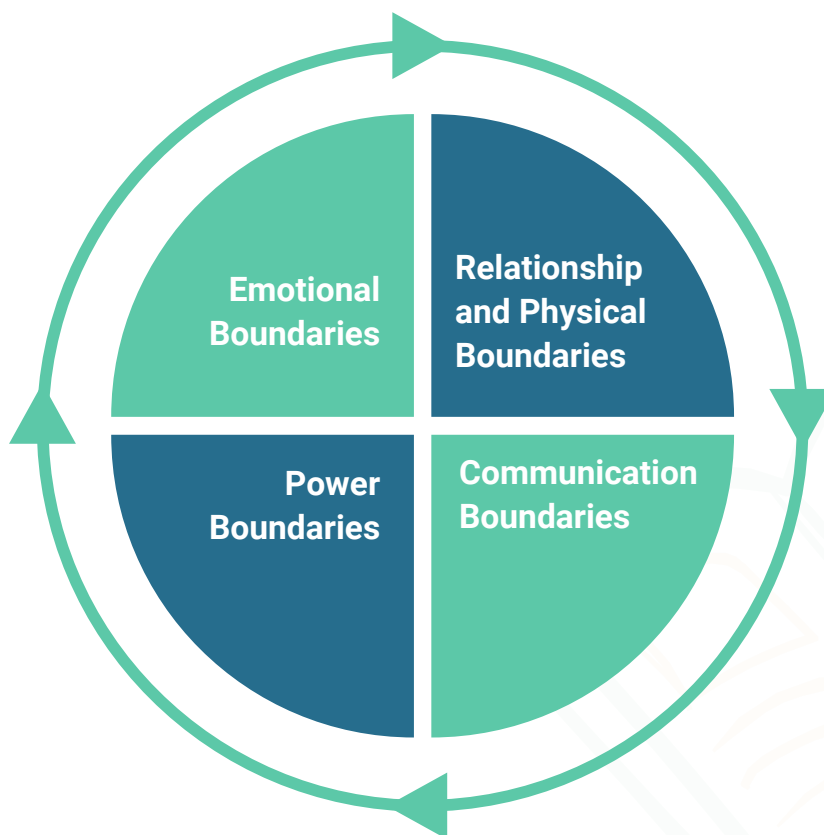 Emotional
Boundaries
Relationship
and Physical
Boundaries
Power
Boundaries
Communication
Boundaries